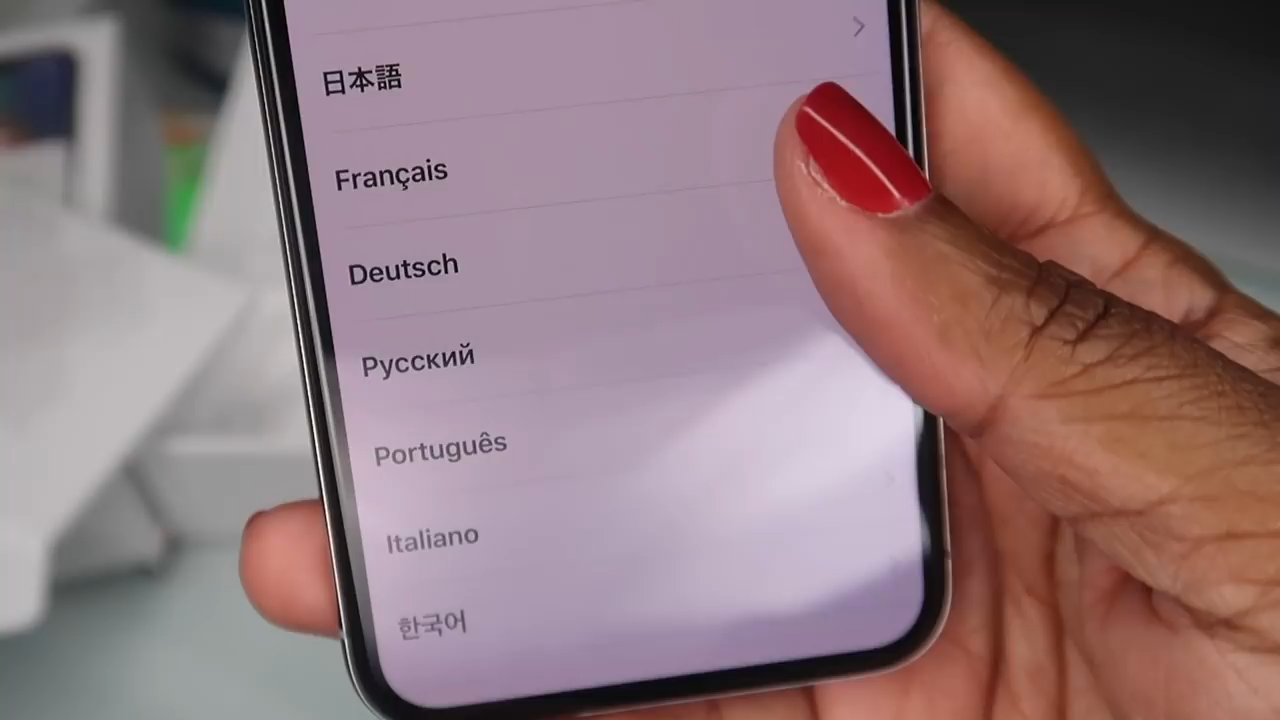 日本語
Français
Deutsch
Русский
Português
Italiano
한국어